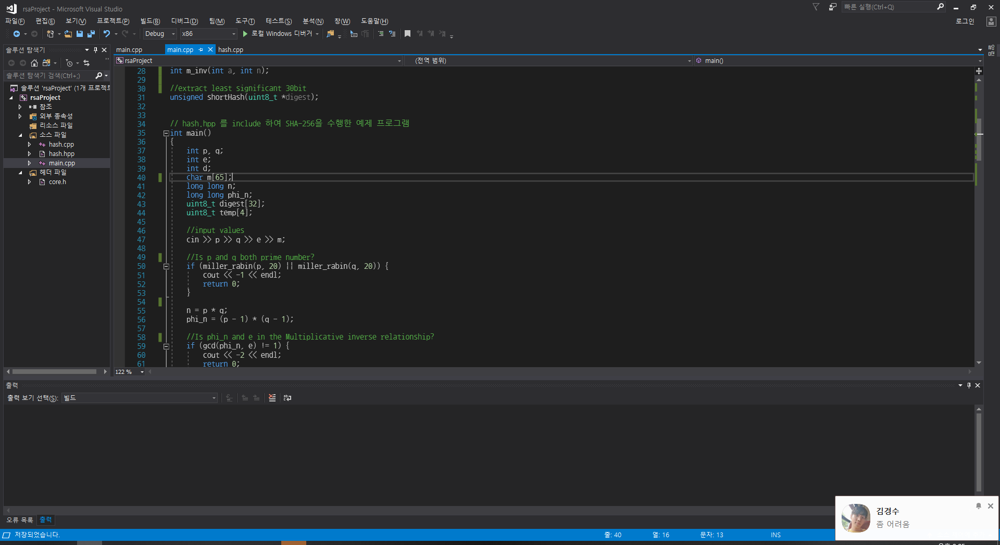 rsaProject - Microsoft Visual Studio
빠른 실행(Ctrl+Q)
파일(F) 편집(E) 보기(V) 프로젝트(P) 빌드(B) 디버그(D) 팀(M) 도구(T) 테스트(S) 분석(N) 창(W) 도움말(H)
로그인
Debug x86 로컬 Windows 디버거
솔루션 탐색기
main.cpp main.cpp hash.cpp
rsaProject (전역 범위) main()
솔루션 탐색기 검색(Ctrl+;)
솔루션 'rsaProject' (1개 프로젝트
rsaProject
참조
외부 종속성
리소스 파일
소스 파일
hash.cpp
hash.hpp
main.cpp
헤더 파일
core.h
28 int m_inv(int a, int n);
29
30 //extract least significant 30bit
31 unsigned shortHash(uint8_t *digest);
32
33
34 // hash.hpp 를 include 하여 SHA-256을 수행한 예제 프로그램
35 int main()
36 {
37 int p, q;
38 int e;
39 int d;
40 char m[65];
41 long long n;
42 long long phi_n;
43 uint8_t digest[32];
44 uint8_t temp[4];
45
46 //input values
47 cin >> p >> q >> e >> m;
48
49 //Is p and q both prime number?
50 if (miller_rabin(p, 20) || miller_rabin(q, 20)) {
51 cout << -1 << endl;
52 return 0;
53 }
54
55 n = p * q;
56 phi_n = (p - 1) * (q - 1);
57
58 //Is phi_n and e in the Multiplicative inverse relationship?
59 if (gcd(phi_n, e) != 1) {
60 cout << -2 << endl;
61 return 0;
122 %
출력
출력 보기 선택(S): 빌드
오류 목록 출력
김경수
좀 어려움
저장되었습니다. 줄: 40 열: 16 문자: 13 INS